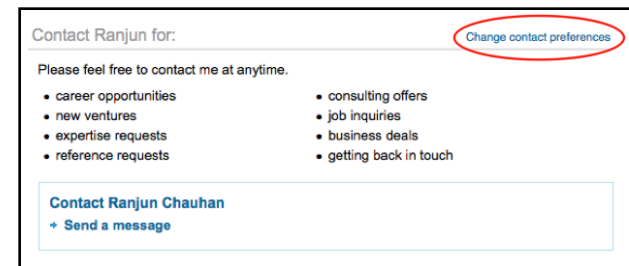 Contact Ranjun for:
Change contact preferences
Please feel free to contact me at anytime.
• career opportunities
• consulting offers
• new ventures
• job inquiries
• expertise requests
• business deals
• reference requests
• getting back in touch
Contact Ranjun Chauhan
Send a message